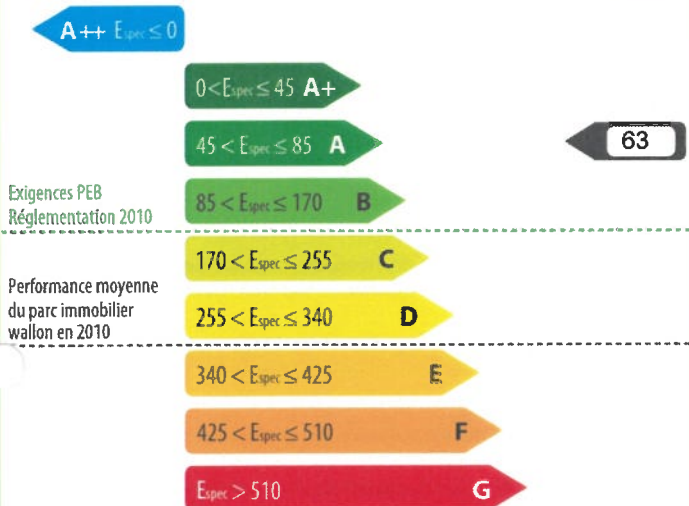 A++ Espec ≤ 0
0 < Espec ≤ 45 A+
45 < Espec ≤ 85 A
63
Exigences PEB
Réglementation 2010
85 < Espec ≤ 170 B
170 < Espec ≤ 255 C
Performance moyenne
du parc immobilier
wallon en 2010
255 < Espec ≤ 340 D
340 < Espec ≤ 425 E
425 < Espec ≤ 510 F
Espec > 510 G